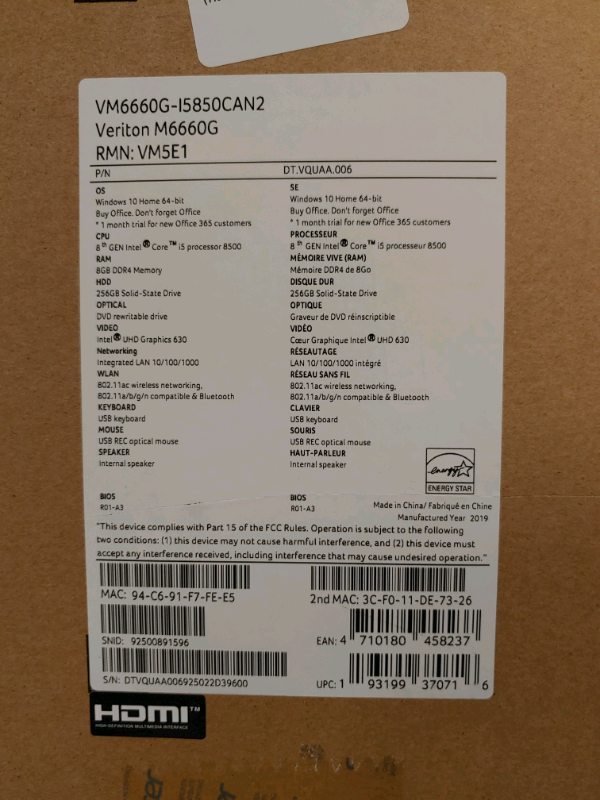 VM6660G-I5850CAN2
Veriton M6660G
RMN: VM5E1
P/N DT.VQUAA.006
OS
Windows 10 Home 64-bit
Buy Office. Don't forget Office
* 1 month trial for new Office 365 customers
CPU
8th GEN Intel® Core™ i5 processor 8500
RAM
8GB DDR4 Memory
HDD
256GB Solid-State Drive
OPTICAL
DVD rewritable drive
VIDEO
Intel® UHD Graphics 630
Networking
Integrated LAN 10/100/1000
WLAN
802.11ac wireless networking,
802.11a/b/g/n compatible & Bluetooth
KEYBOARD
USB keyboard
MOUSE
USB REC optical mouse
SPEAKER
Internal speaker
BIOS
R01-A3
SE
Windows 10 Home 64-bit
Buy Office. Don't forget Office
* 1 month trial for new Office 365 customers
PROCESSEUR
8th GEN Intel® Core™ i5 processeur 8500
MÉMOIRE VIVE (RAM)
Mémoire DDR4 de 8Go
DISQUE DUR
256GB Solid-State Drive
OPTIQUE
Graveur de DVD réinscriptible
VIDÉO
Cœur Graphique Intel® UHD 630
RÉSEAUTAGE
LAN 10/100/1000 intégré
RÉSEAU SANS FIL
802.11ac wireless networking,
802.11a/b/g/n compatible & Bluetooth
CLAVIER
USB keyboard
SOURIS
USB REC optical mouse
HAUT-PARLEUR
Internal speaker
BIOS
R01-A3
energy
ENERGY STAR
Made in China/ Fabriqué en Chine
Manufactured Year 2019
"This device complies with Part 15 of the FCC Rules. Operation is subject to the following
two conditions: (1) this device may not cause harmful interference, and (2) this device must
accept any interference received, including interference that may cause undesired operation."
MAC: 94-C6-91-F7-FE-E5
2nd MAC: 3C-F0-11-DE-73-26
SNID: 92500891596
EAN: 4 710180 458237
S/N: DTVQUAA006925022D39600
UPC: 1 93199 37071 6
HDMI™
HIGH-DEFINITION MULTIMEDIA INTERFACE